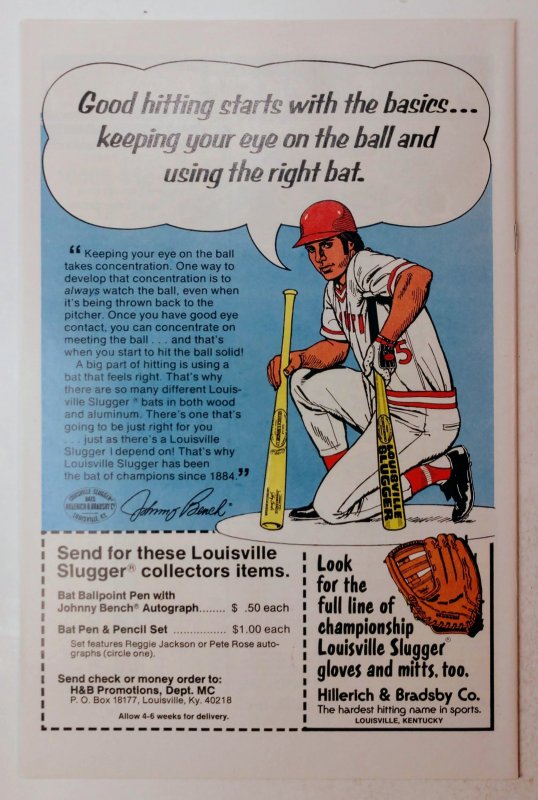 Good hitting starts with the basics...
keeping your eye on the ball and
using the right bat.
“ Keeping your eye on the ball
takes concentration. One way to
develop that concentration is to
always watch the ball, even when
it's being thrown back to the
pitcher. Once you have good eye
contact, you can concentrate on
meeting the ball . . . and that's
when you start to hit the ball solid!
A big part of hitting is using a
bat that feels right. That's why
there are so many different Louis-
ville Slugger ® bats in both wood
and aluminum. There's one that's
going to be just right for you
. . . just as there's a Louisville
Slugger I depend on! That's why
Louisville Slugger has been
the bat of champions since 1884.”
LOUISVILLE SLUGGER
BATS
HILLERICH & BRADSBY Co
LOUISVILLE, KY.
Johnny Bench
5
LOUISVILLE
SLUGGER
Send for these Louisville
Slugger® collectors items.
Bat Ballpoint Pen with
Johnny Bench® Autograph........ $ .50 each
Bat Pen & Pencil Set ................ $1.00 each
Set features Reggie Jackson or Pete Rose auto-
graphs (circle one).
Send check or money order to:
H&B Promotions, Dept. MC
P. O. Box 18177, Louisville, Ky. 40218
Allow 4-6 weeks for delivery.
Look
for the
full line of
championship
Louisville Slugger®
gloves and mitts, too.
Hillerich & Bradsby Co.
The hardest hitting name in sports.
LOUISVILLE, KENTUCKY